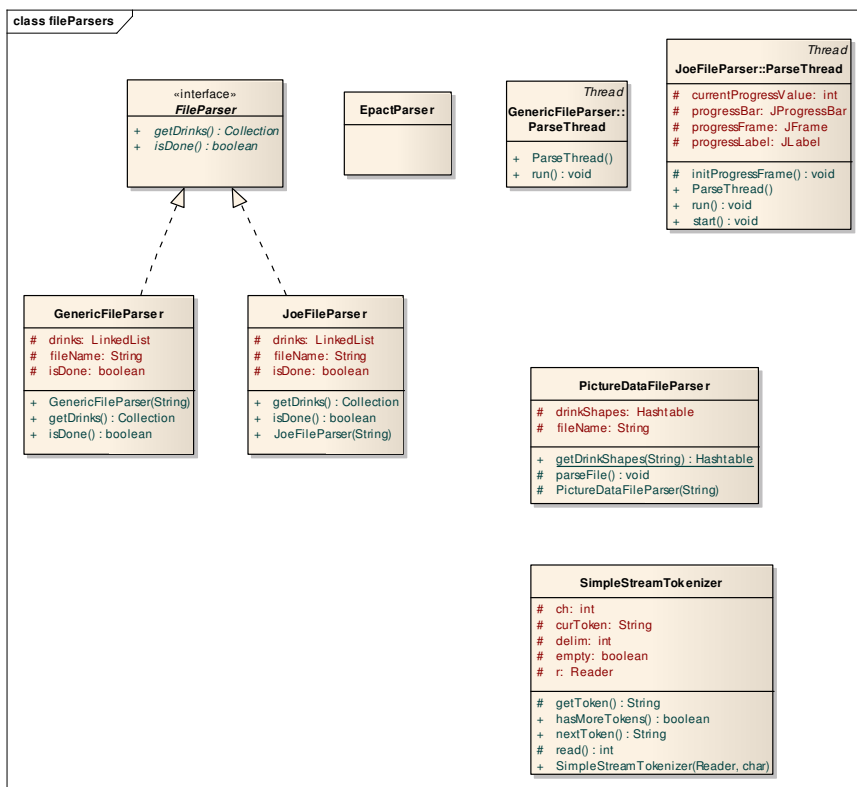 class fileParsers
«interface»
FileParser
+ getDrinks() : Collection
+ isDone() : boolean
EpactParser
Thread
GenericFileParser::
ParseThread
+ ParseThread()
+ run() : void
Thread
JoeFileParser::ParseThread
# currentProgressValue: int
# progressBar: JProgressBar
# progressFrame: JFrame
# progressLabel: JLabel
# initProgressFrame() : void
+ ParseThread()
+ run() : void
+ start() : void
GenericFileParser
# drinks: LinkedList
# fileName: String
# isDone: boolean
+ GenericFileParser(String)
+ getDrinks() : Collection
+ isDone() : boolean
JoeFileParser
# drinks: LinkedList
# fileName: String
# isDone: boolean
+ getDrinks() : Collection
+ isDone() : boolean
+ JoeFileParser(String)
PictureDataFileParser
# drinkShapes: Hashtable
# fileName: String
+ getDrinkShapes(String) : Hashtable
# parseFile() : void
# PictureDataFileParser(String)
SimpleStreamTokenizer
# ch: int
# curToken: String
# delim: int
# empty: boolean
# r: Reader
# getToken() : String
+ hasMoreTokens() : boolean
+ nextToken() : String
# read() : int
+ SimpleStreamTokenizer(Reader, char)